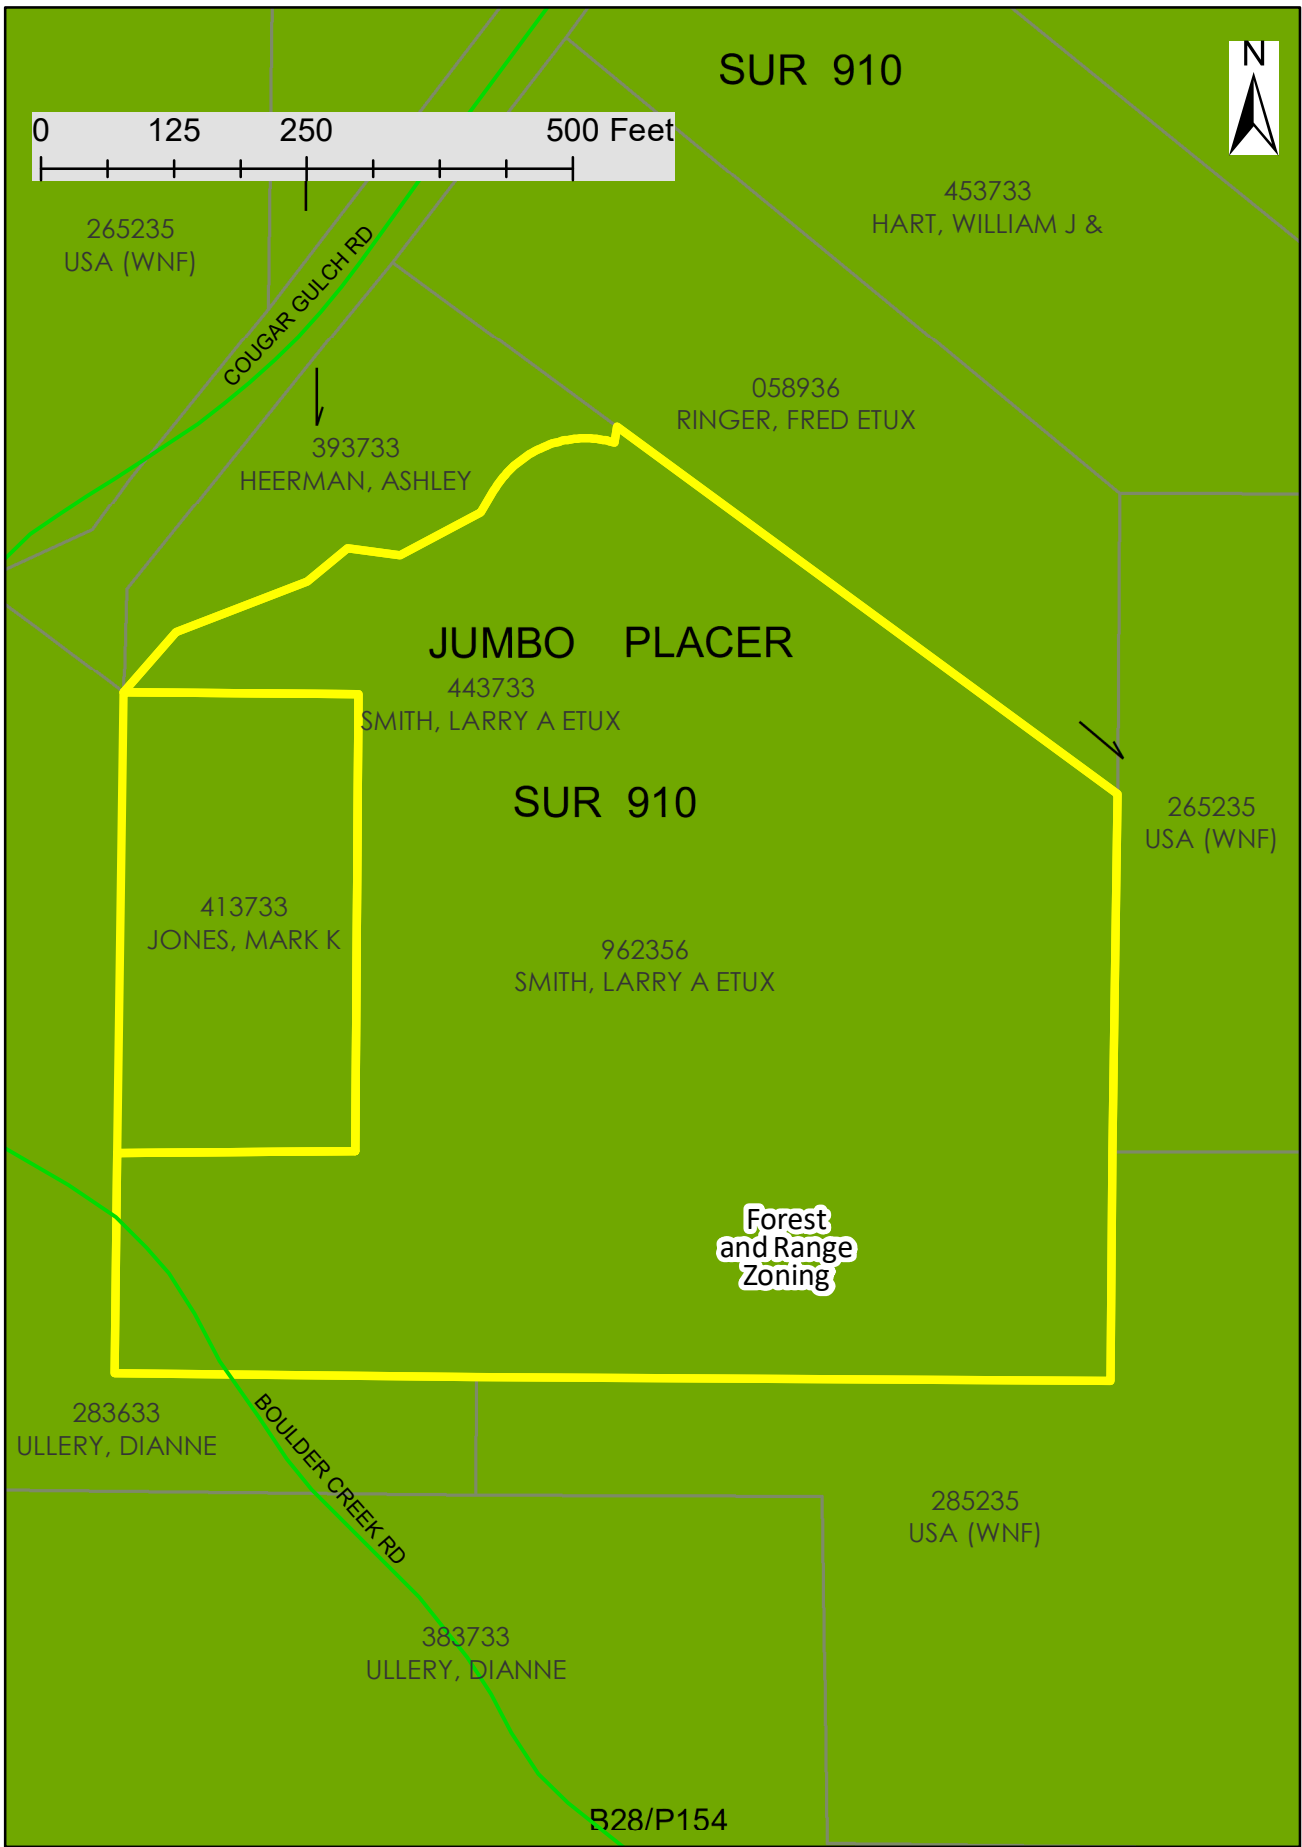 SUR 910
N
0 125 250 500 Feet
453733
HART, WILLIAM J &
265235
USA (WNF)
COUGAR GULCH RD
058936
RINGER, FRED ETUX
393733
HEERMAN, ASHLEY
JUMBO PLACER
443733
SMITH, LARRY A ETUX
SUR 910
265235
USA (WNF)
413733
JONES, MARK K
962356
SMITH, LARRY A ETUX
Forest
and Range
Zoning
283633
ULLERY, DIANNE
BOULDER CREEK RD
285235
USA (WNF)
383733
ULLERY, DIANNE
B28/P154